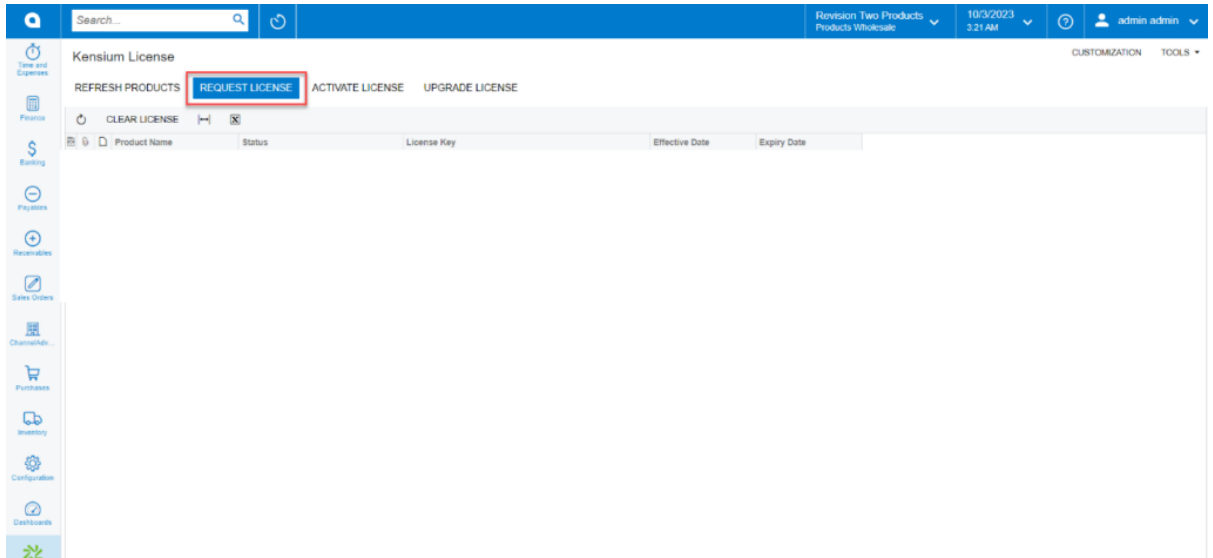 Search...
Revision Two Products
Products Wholesale
10/3/2023
3:21 AM
admin admin
Kensium License
CUSTOMIZATION TOOLS
REFRESH PRODUCTS REQUEST LICENSE ACTIVATE LICENSE UPGRADE LICENSE
CLEAR LICENSE
Product Name Status License Key Effective Date Expiry Date
Time and
Expenses
Finance
Banking
Payables
Receivables
Sales Orders
ChannelAdv...
Purchases
Inventory
Configuration
Dashboards